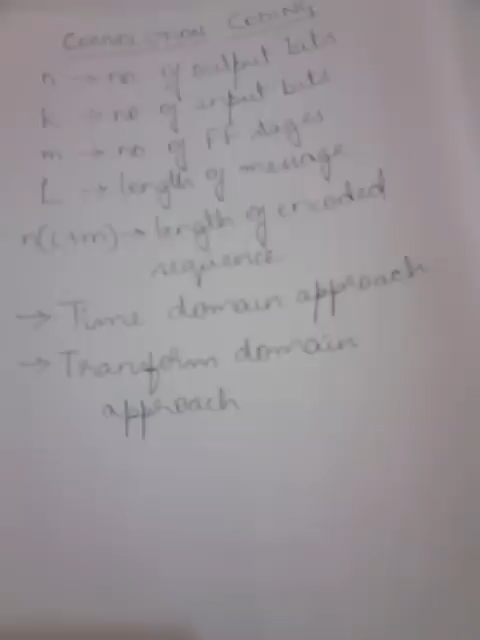 CONVOLUTIONAL CODING
n → no of output bits
k → no of input bits
m → no of FF stages
L → length of message
n(L+m) → length of encoded
sequence
→ Time domain approach
→ Transform domain
approach